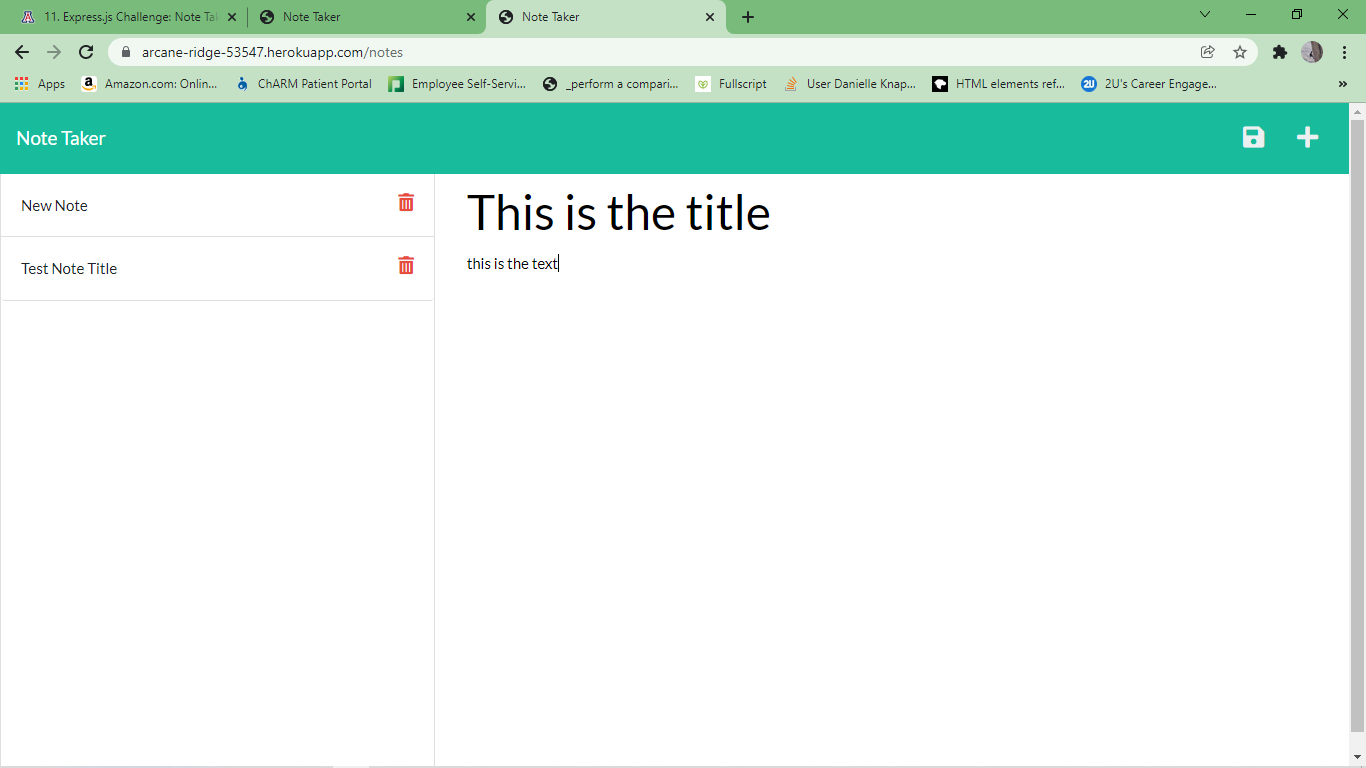 11. Express.js Challenge: Note Ta
Note Taker
Note Taker
arcane-ridge-53547.herokuapp.com/notes
Apps
Amazon.com: Onlin...
ChARM Patient Portal
Employee Self-Servi...
_perform a compari...
Fullscript
User Danielle Knap...
HTML elements ref...
2U
2U's Career Engage...
Note Taker
New Note
Test Note Title
This is the title
this is the text